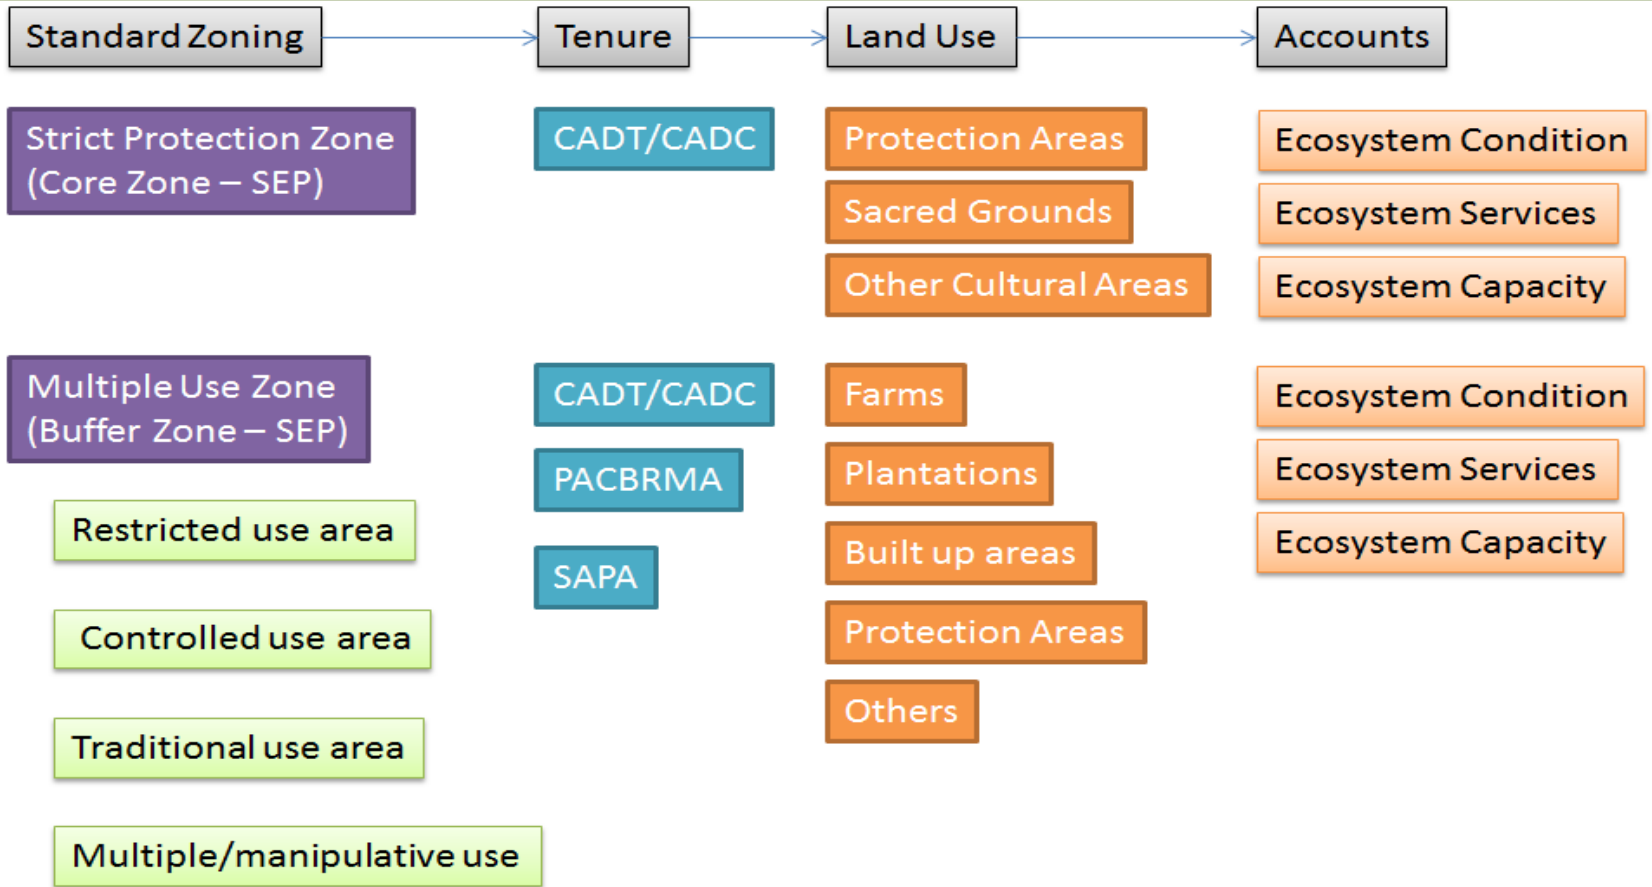 Standard Zoning
Tenure
Land Use
Accounts
Strict Protection Zone
(Core Zone – SEP)
CADT/CADC
Protection Areas
Sacred Grounds
Other Cultural Areas
Ecosystem Condition
Ecosystem Services
Ecosystem Capacity
Multiple Use Zone
(Buffer Zone – SEP)
Restricted use area
Controlled use area
Traditional use area
Multiple/manipulative use
CADT/CADC
PACBRMA
SAPA
Farms
Plantations
Built up areas
Protection Areas
Others
Ecosystem Condition
Ecosystem Services
Ecosystem Capacity